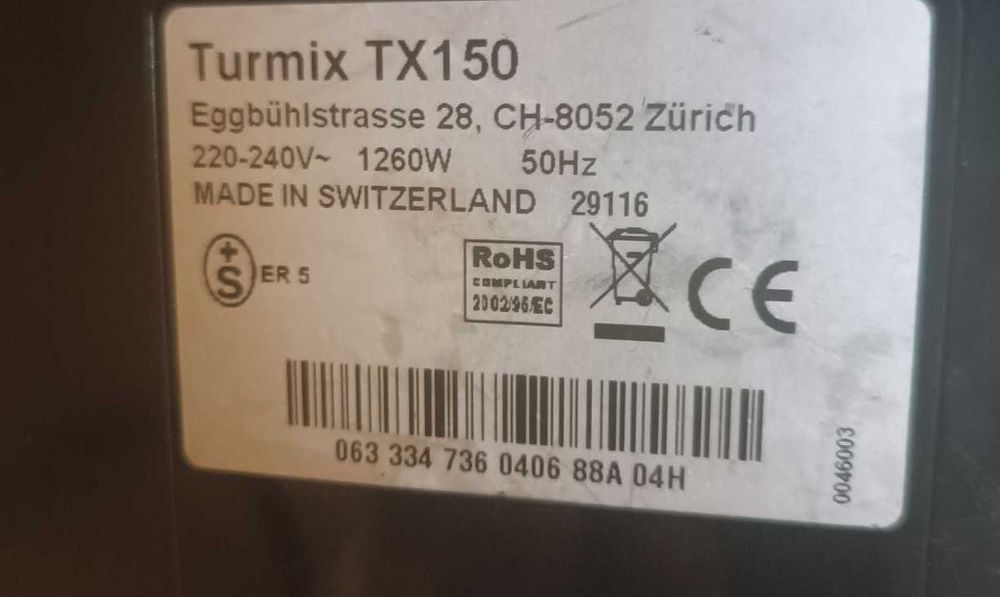 Turmix TX150
Eggbühlstrasse 28, CH-8052 Zürich
220-240V~ 1260W 50Hz
MADE IN SWITZERLAND 29116
+
S ER 5
RoHS
COMPLIANT
2002/95/EC
CE
063 334 736 0406 88A 04H
0046003